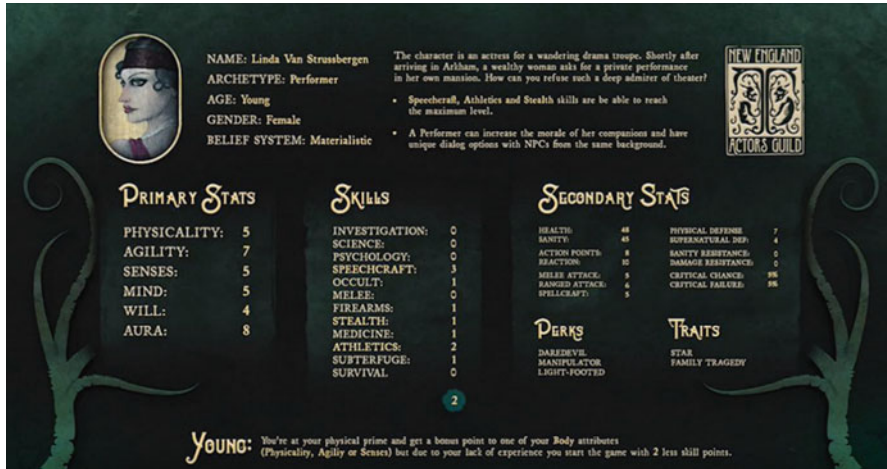 NAME: Linda Van Strussbergen
ARCHETYPE: Performer
AGE: Young
GENDER: Female
BELIEF SYSTEM: Materialistic
The character is an actress for a wandering drama troupe. Shortly after
arriving in Arkham, a wealthy woman asks for a private performance
in her own mansion. How can you refuse such a deep admirer of theater?
• Speechcraft, Athletics and Stealth skills are be able to reach
the maximum level.
• A Performer can increase the morale of her companions and have
unique dialog options with NPCs from the same background.
NEW ENGLAND
ACTORS GUILD
PRIMARY STATS
PHYSICALITY: 5
AGILITY: 7
SENSES: 5
MIND: 5
WILL: 4
AURA: 8
SKILLS
INVESTIGATION: 0
SCIENCE: 0
PSYCHOLOGY: 0
SPEECHCRAFT: 3
OCCULT: 1
MELEE: 0
FIREARMS: 1
STEALTH: 1
MEDICINE: 1
ATHLETICS: 2
SUBTERFUGE: 1
SURVIVAL 0
2
SECONDARY STATS
HEALTH: 48
SANITY: 45
ACTION POINTS: 8
REACTION: 10
MELEE ATTACK: 5
RANGED ATTACK: 6
SPELLCRAFT: 5
PHYSICAL DEFENSE 7
SUPERNATURAL DEF: 4
SANITY RESISTANCE: 0
DAMAGE RESISTANCE: 0
CRITICAL CHANCE: 5%
CRITICAL FAILURE: 5%
PERKS
DAREDEVIL
MANIPULATOR
LIGHT-FOOTED
TRAITS
STAR
FAMILY TRAGEDY
YOUNG: You're at your physical prime and get a bonus point to one of your Body attributes
(Physicality, Agiliy or Senses) but due to your lack of experience you start the game with 2 less skill points.